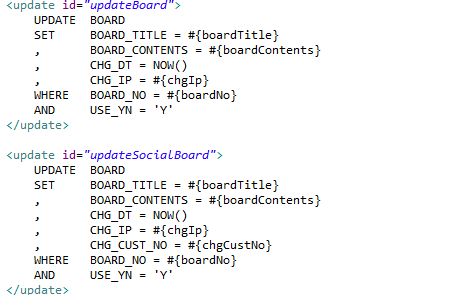 <update id="updateBoard">
UPDATE BOARD
SET BOARD_TITLE = #{boardTitle}
, BOARD_CONTENTS = #{boardContents}
, CHG_DT = NOW()
, CHG_IP = #{chgIp}
WHERE BOARD_NO = #{boardNo}
AND USE_YN = 'Y'
</update>
<update id="updateSocialBoard">
UPDATE BOARD
SET BOARD_TITLE = #{boardTitle}
, BOARD_CONTENTS = #{boardContents}
, CHG_DT = NOW()
, CHG_IP = #{chgIp}
, CHG_CUST_NO = #{chgCustNo}
WHERE BOARD_NO = #{boardNo}
AND USE_YN = 'Y'
</update>